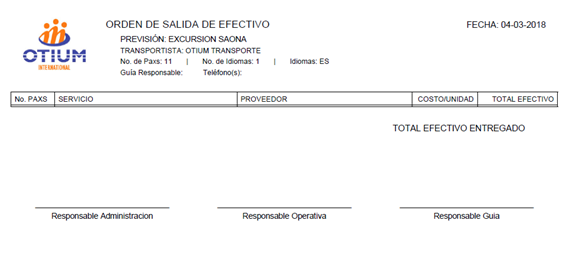 OTIUM
INTERNATIONAL
ORDEN DE SALIDA DE EFECTIVO
FECHA: 04-03-2018
PREVISIÓN: EXCURSION SAONA
TRANSPORTISTA: OTIUM TRANSPORTE
No. de Paxs: 11 | No. de Idiomas: 1 | Idiomas: ES
Guía Responsable: Teléfono(s):
No. PAXS SERVICIO PROVEEDOR COSTO/UNIDAD TOTAL EFECTIVO
TOTAL EFECTIVO ENTREGADO
Responsable Administracion Responsable Operativa Responsable Guia